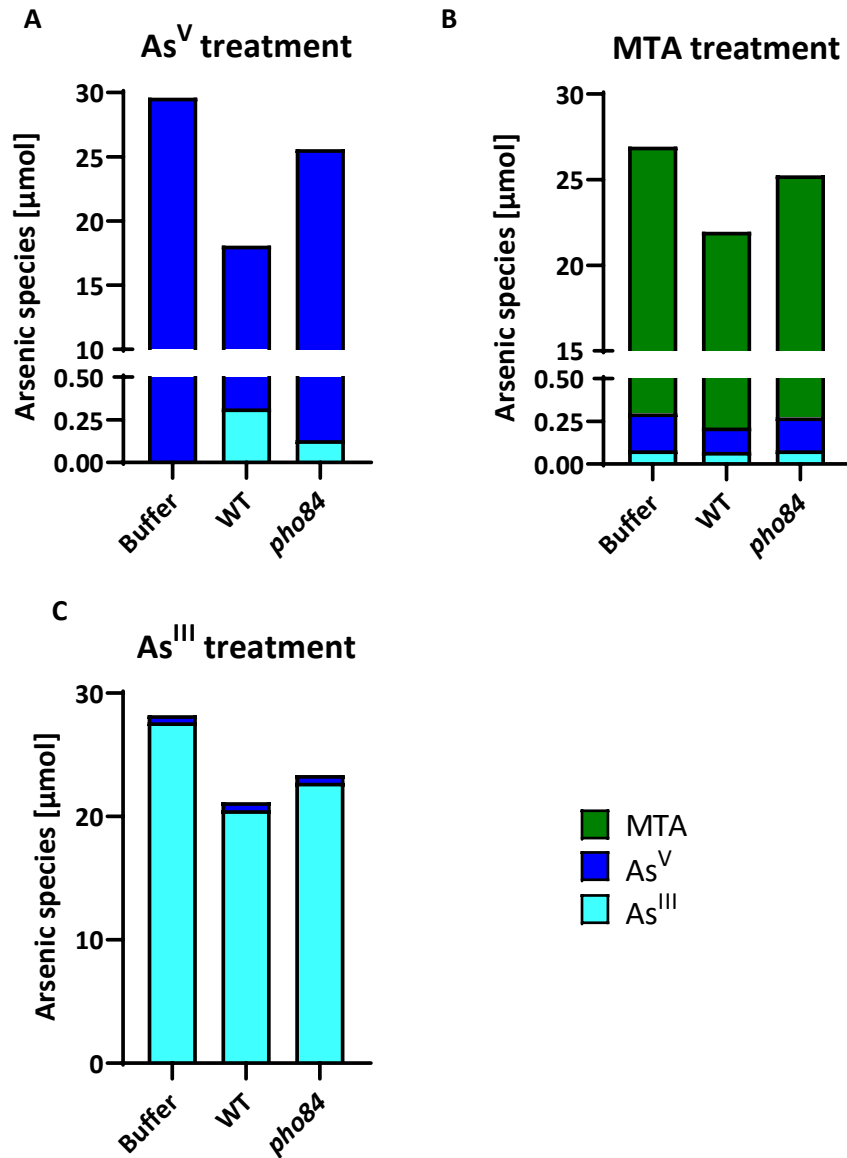 A
As^V treatment
Arsenic species [µmol]
30
25
20
15
10
0.50
0.25
0.00
Buffer
WT
pho84
B
MTA treatment
Arsenic species [µmol]
30
25
20
15
0.50
0.25
0.00
Buffer
WT
pho84
C
As^III treatment
Arsenic species [µmol]
30
20
10
0
Buffer
WT
pho84
MTA
As^V
As^III